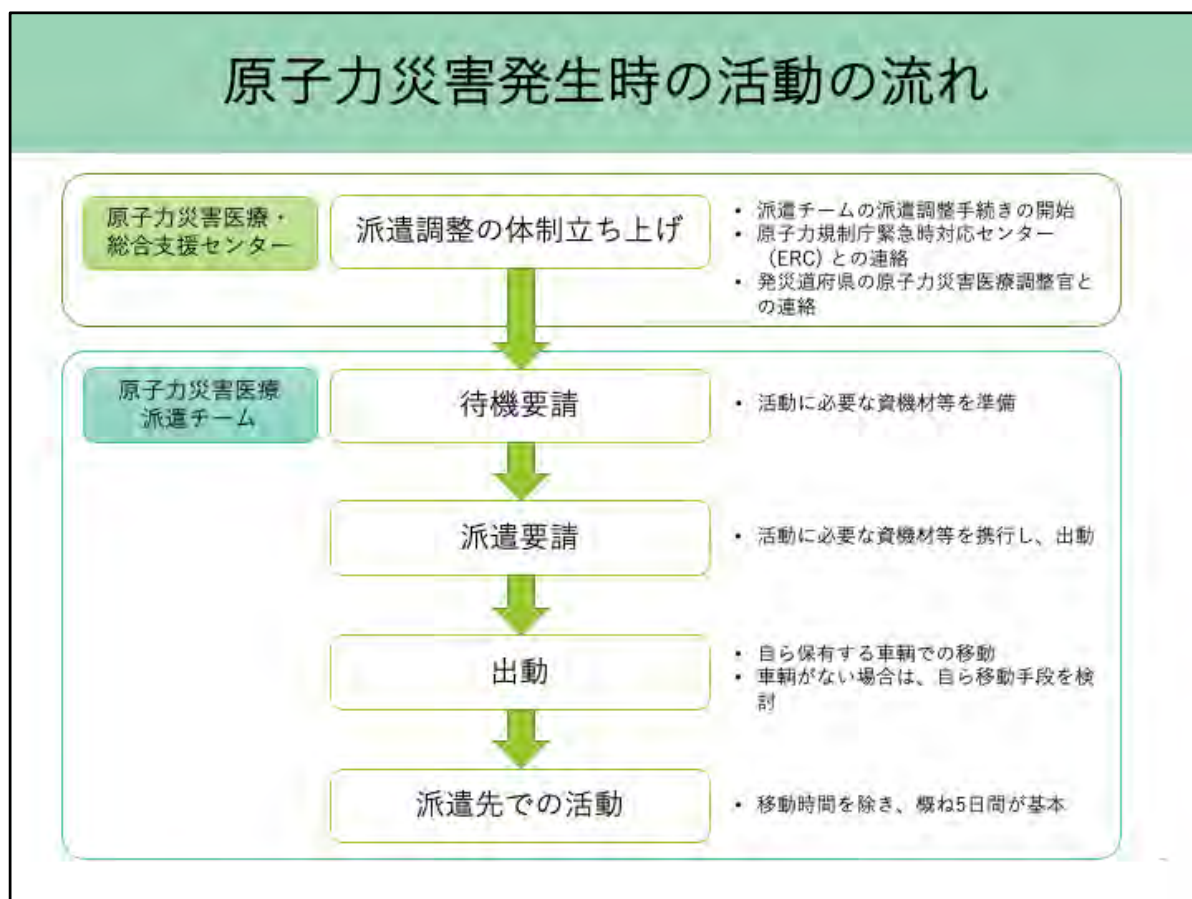 原子力災害発生時の活動の流れ
原子力災害医療・
総合支援センター
派遣調整の体制立ち上げ
• 派遣チームの派遣調整手続きの開始
• 原子力規制庁緊急時対応センター
(ERC) との連絡
• 発災道府県の原子力災害医療調整官と
の連絡
原子力災害医療
派遣チーム
待機要請
• 活動に必要な資機材等を準備
派遣要請
• 活動に必要な資機材等を携行し、出動
出動
• 自ら保有する車輌での移動
• 車輌がない場合は、自ら移動手段を検
討
派遣先での活動
• 移動時間を除き、概ね5日間が基本